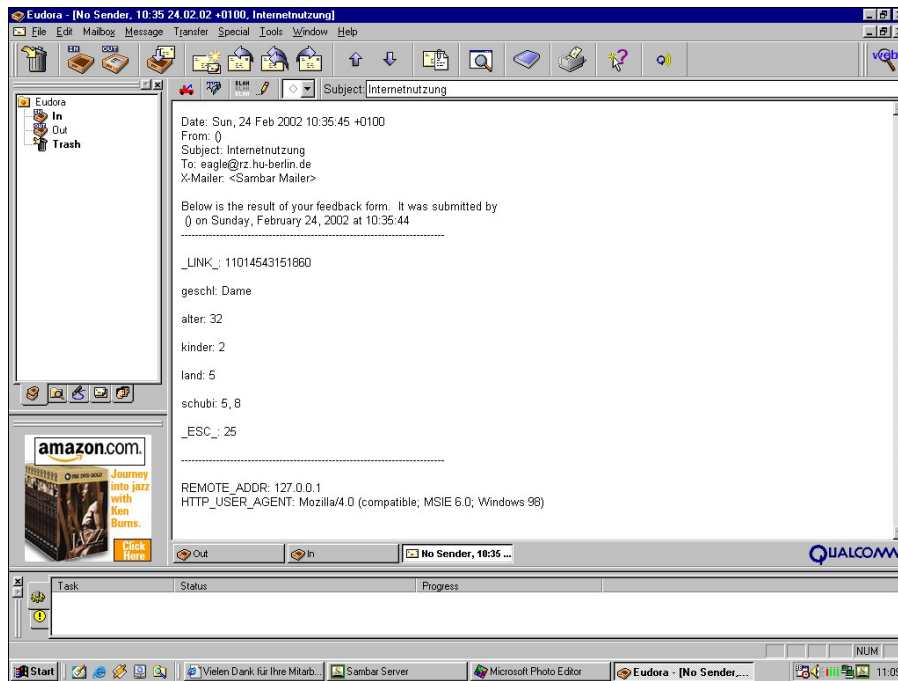 Eudora - [No Sender, 10:35 24.02.02 +0100, Internetnutzung]
File Edit Mailbox Message Transfer Special Tools Window Help
IN OUT
Subject: Internetnutzung
Eudora
In
Out
Trash
Date: Sun, 24 Feb 2002 10:35:45 +0100
From: ()
Subject: Internetnutzung
To: eagle@rz.hu-berlin.de
X-Mailer: <Sambar Mailer>
Below is the result of your feedback form. It was submitted by
() on Sunday, February 24, 2002 at 10:35:44
---------------------------------------------------------------------------
_LINK_: 11014543151860
geschl: Dame
alter: 32
kinder: 2
land: 5
schubi: 5, 8
_ESC_: 25
---------------------------------------------------------------------------
REMOTE_ADDR: 127.0.0.1
HTTP_USER_AGENT: Mozilla/4.0 (compatible; MSIE 6.0; Windows 98)
amazon.com.
PBS DVD GOLD
Journey
into jazz
with
Ken
Burns.
JAZZ
Click
Here
Out
In
No Sender, 10:35 ...
QUALCOMM
Task Status Progress
NUM
Start
Vielen Dank für Ihre Mitarb...
Sambar Server
Microsoft Photo Editor
Eudora - [No Sender,...